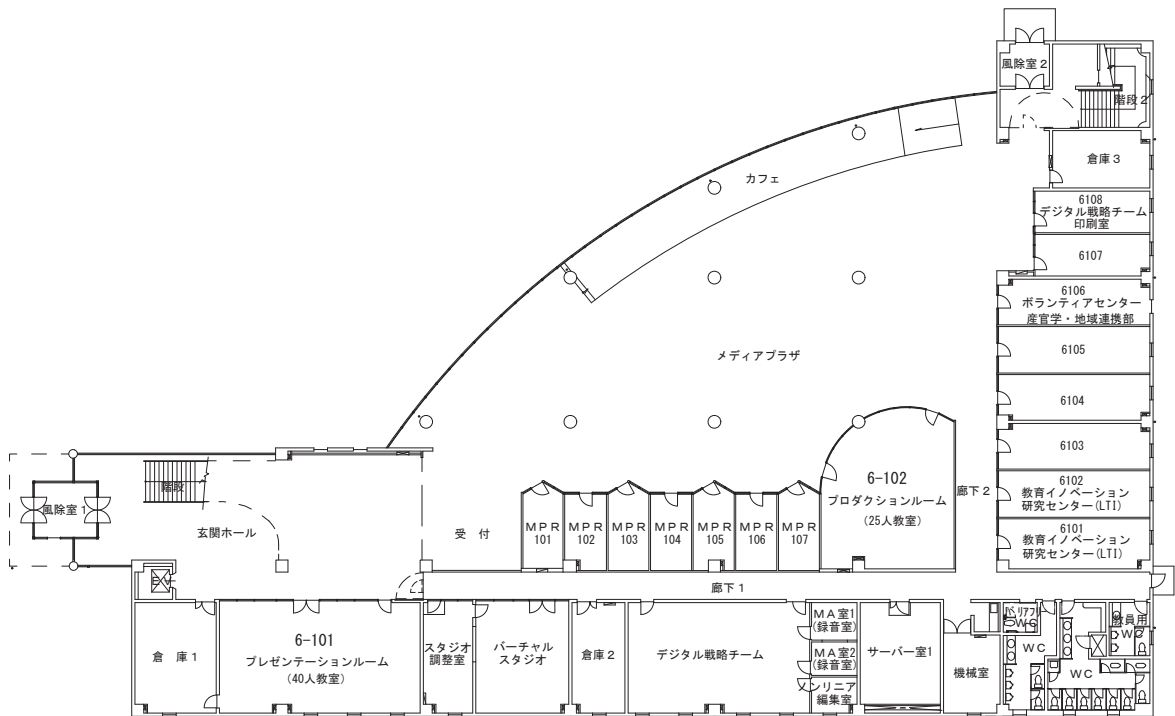 風除室2
階段2
倉庫3
カフェ
6108
デジタル戦略チーム
印刷室
6107
6106
ボランティアセンター
産官学・地域連携部
メディアプラザ
6105
6104
6103
6102
教育イノベーション
研究センター(LTI)
6101
教育イノベーション
研究センター(LTI)
廊下2
6-102
プロダクションルーム
(25人教室)
階段
風除室1
玄関ホール
受 付
MPR
101
MPR
102
MPR
103
MPR
104
MPR
105
MPR
106
MPR
107
EV
廊下1
倉 庫1
6-101
プレゼンテーションルーム
(40人教室)
スタジオ
調整室
バーチャル
スタジオ
倉庫2
デジタル戦略チーム
MA室1
(録音室)
MA室2
(録音室)
ノンリニア
編集室
サーバー室1
機械室
バリアフリー
WC
WC
WC
教員用
WC